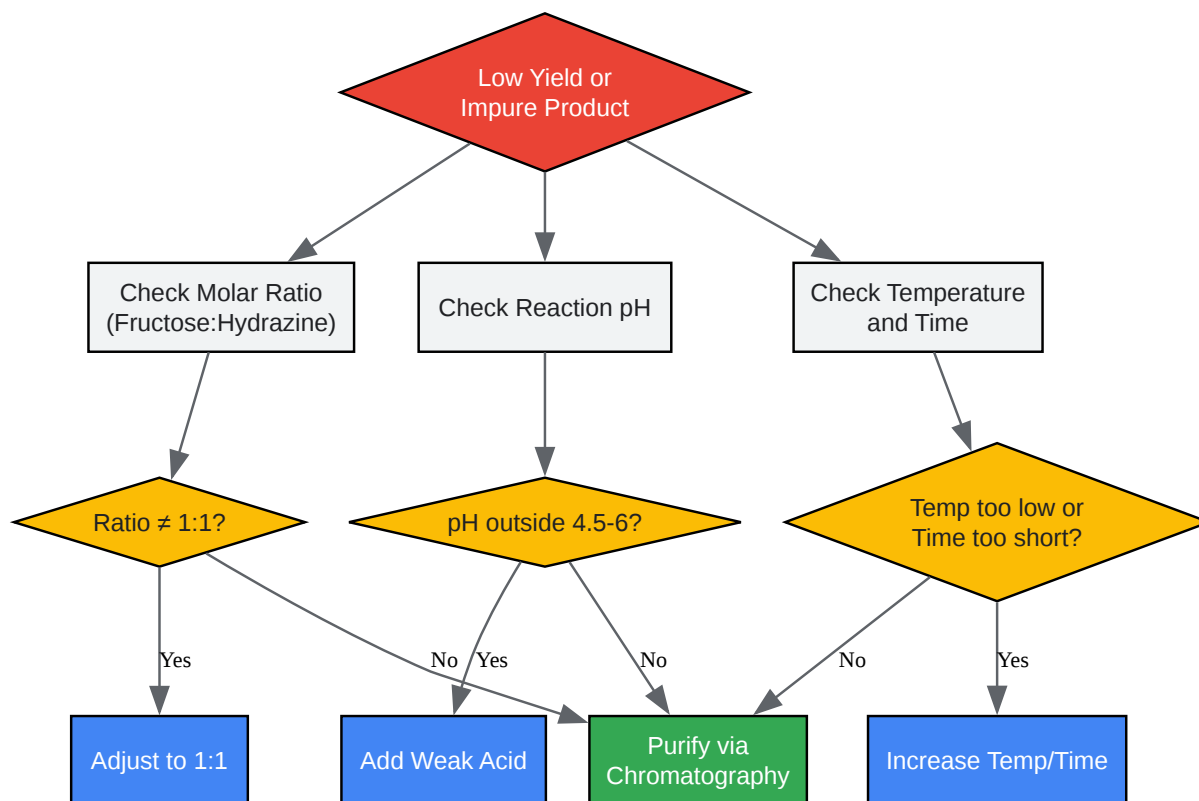 Low Yield or
Impure Product
Check Molar Ratio
(Fructose:Hydrazine)
Check Reaction pH
Check Temperature
and Time
Ratio ≠ 1:1?
pH outside 4.5-6?
Temp too low or
Time too short?
Yes
No
Yes
No
No
Yes
Adjust to 1:1
Add Weak Acid
Purify via
Chromatography
Increase Temp/Time